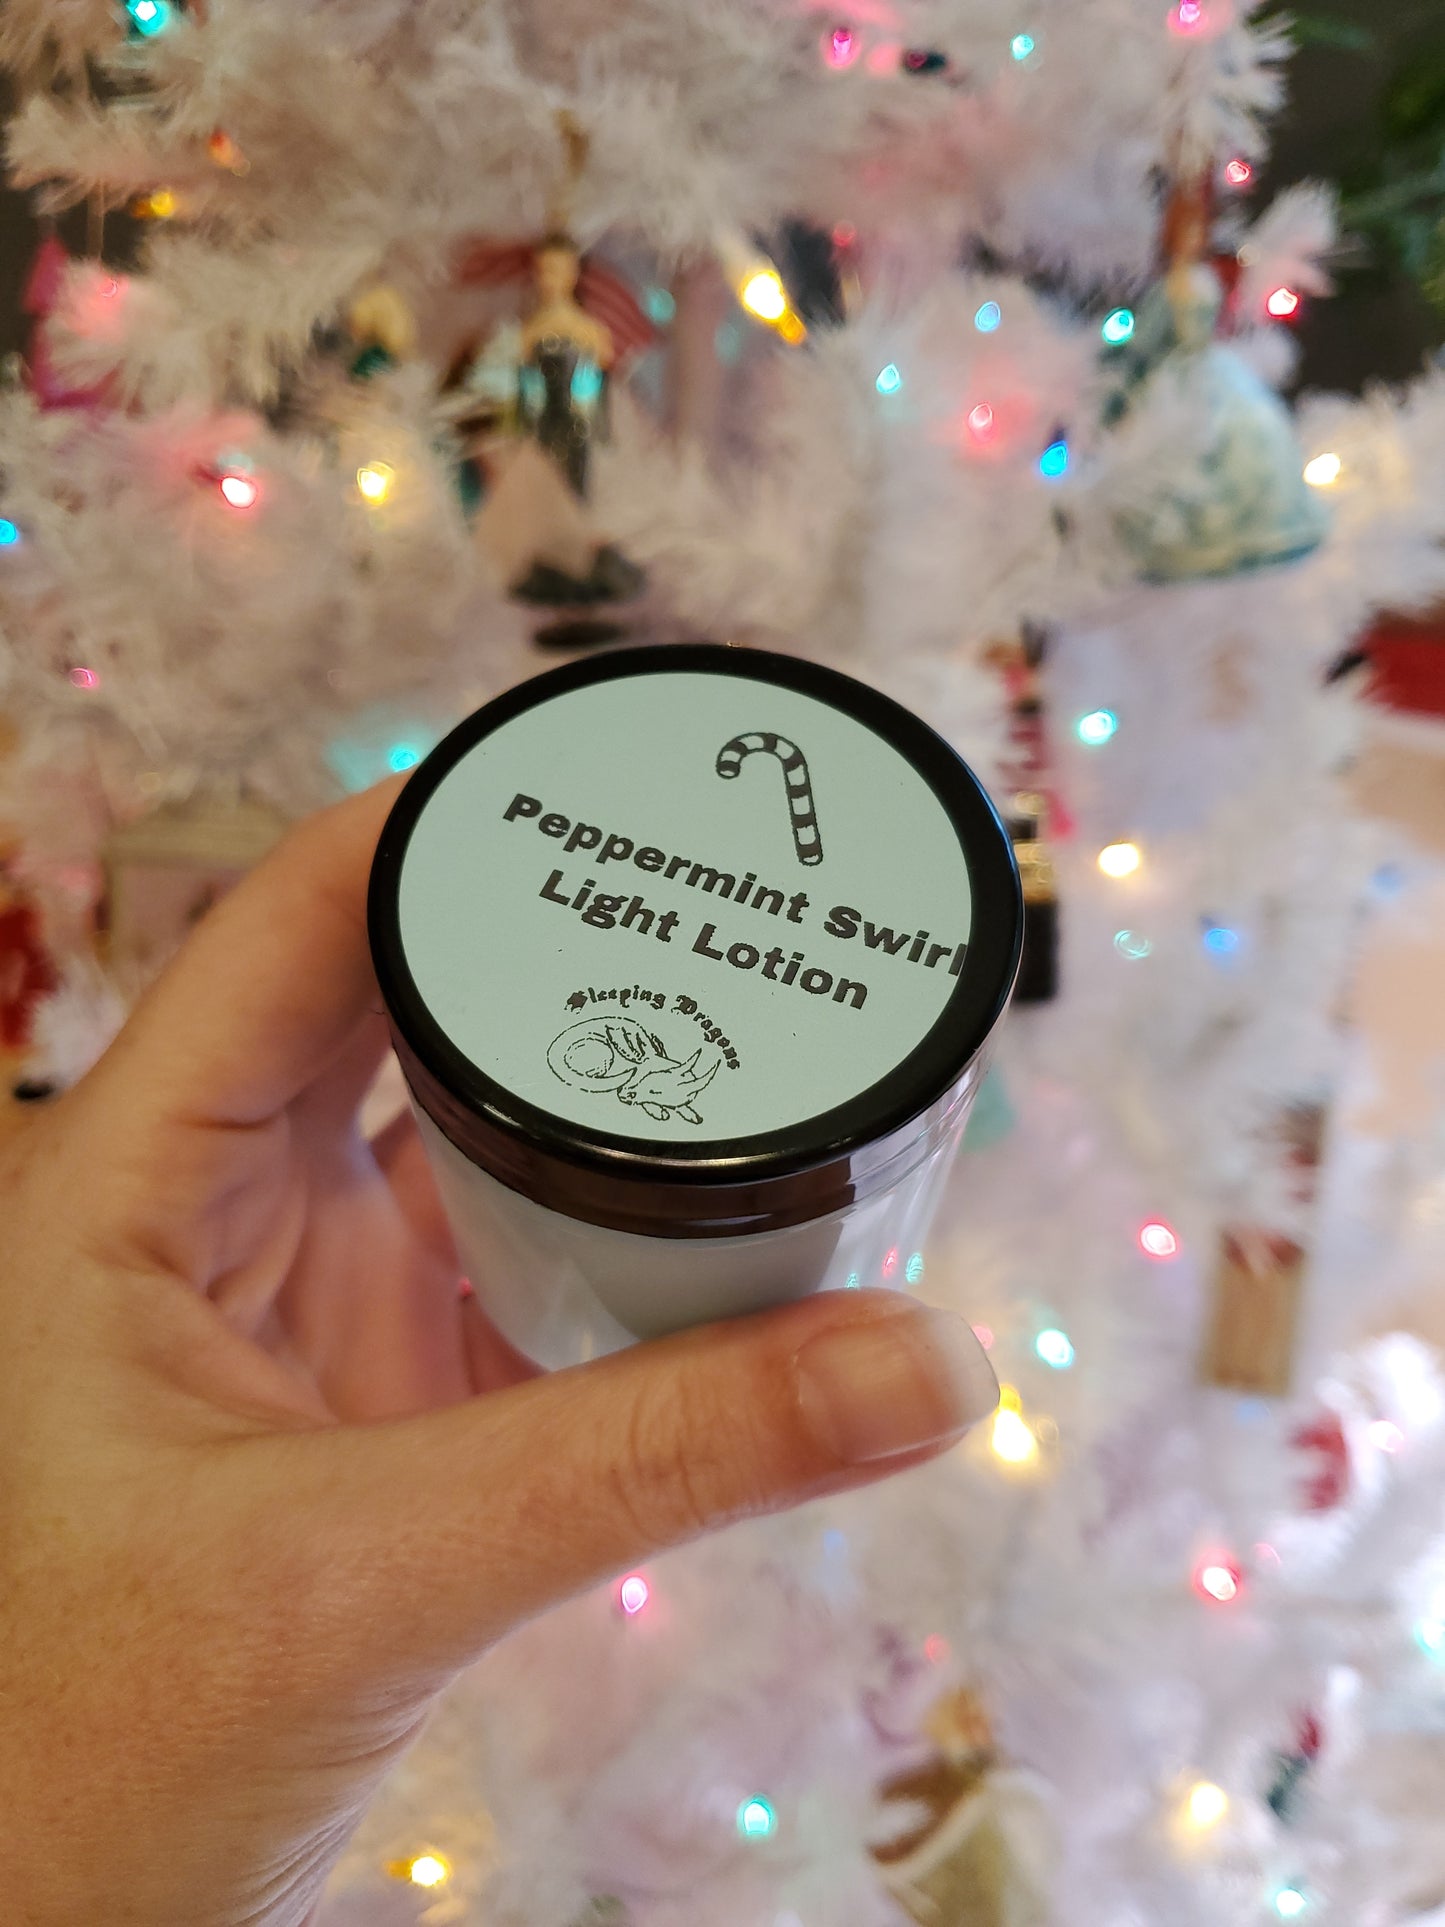 Peppermint Swirl
Light Lotion
Sleeping Dragons